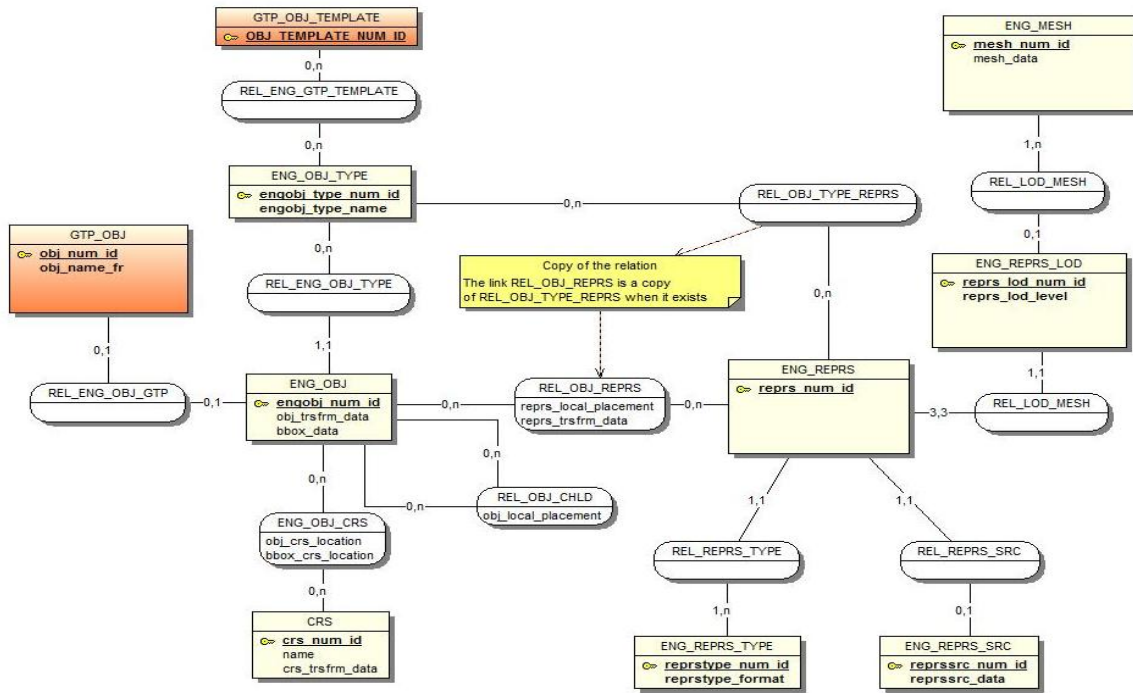 GTP_OBJ_TEMPLATE
OBJ_TEMPLATE_NUM_ID
0,n
REL_ENG_GTP_TEMPLATE
0,n
ENG_OBJ_TYPE
engobj_type_num_id
engobj_type_name
0,n
REL_OBJ_TYPE_REPRS
0,n
ENG_MESH
mesh_num_id
mesh_data
1,n
REL_LOD_MESH
0,1
ENG_REPRS_LOD
reprs_lod_num_id
reprs_lod_level
1,1
REL_LOD_MESH
3,3
GTP_OBJ
obj_num_id
obj_name_fr
0,1
REL_ENG_OBJ_GTP
0,1
0,n
REL_ENG_OBJ_TYPE
1,1
Copy of the relation
The link REL_OBJ_REPRS is a copy
of REL_OBJ_TYPE_REPRS when it exists
ENG_OBJ
engobj_num_id
obj_trsfrm_data
bbox_data
0,n
REL_OBJ_REPRS
reprs_local_placement
reprs_trsfrm_data
0,n
ENG_REPRS
reprs_num_id
0,n
0,n
REL_OBJ_CHLD
obj_local_placement
0,n
ENG_OBJ_CRS
obj_crs_location
bbox_crs_location
0,n
CRS
crs_num_id
name
crs_trsfrm_data
1,1
REL_REPRS_TYPE
1,n
ENG_REPRS_TYPE
reprstype_num_id
reprstype_format
1,1
REL_REPRS_SRC
0,1
ENG_REPRS_SRC
reprssrc_num_id
reprssrc_data